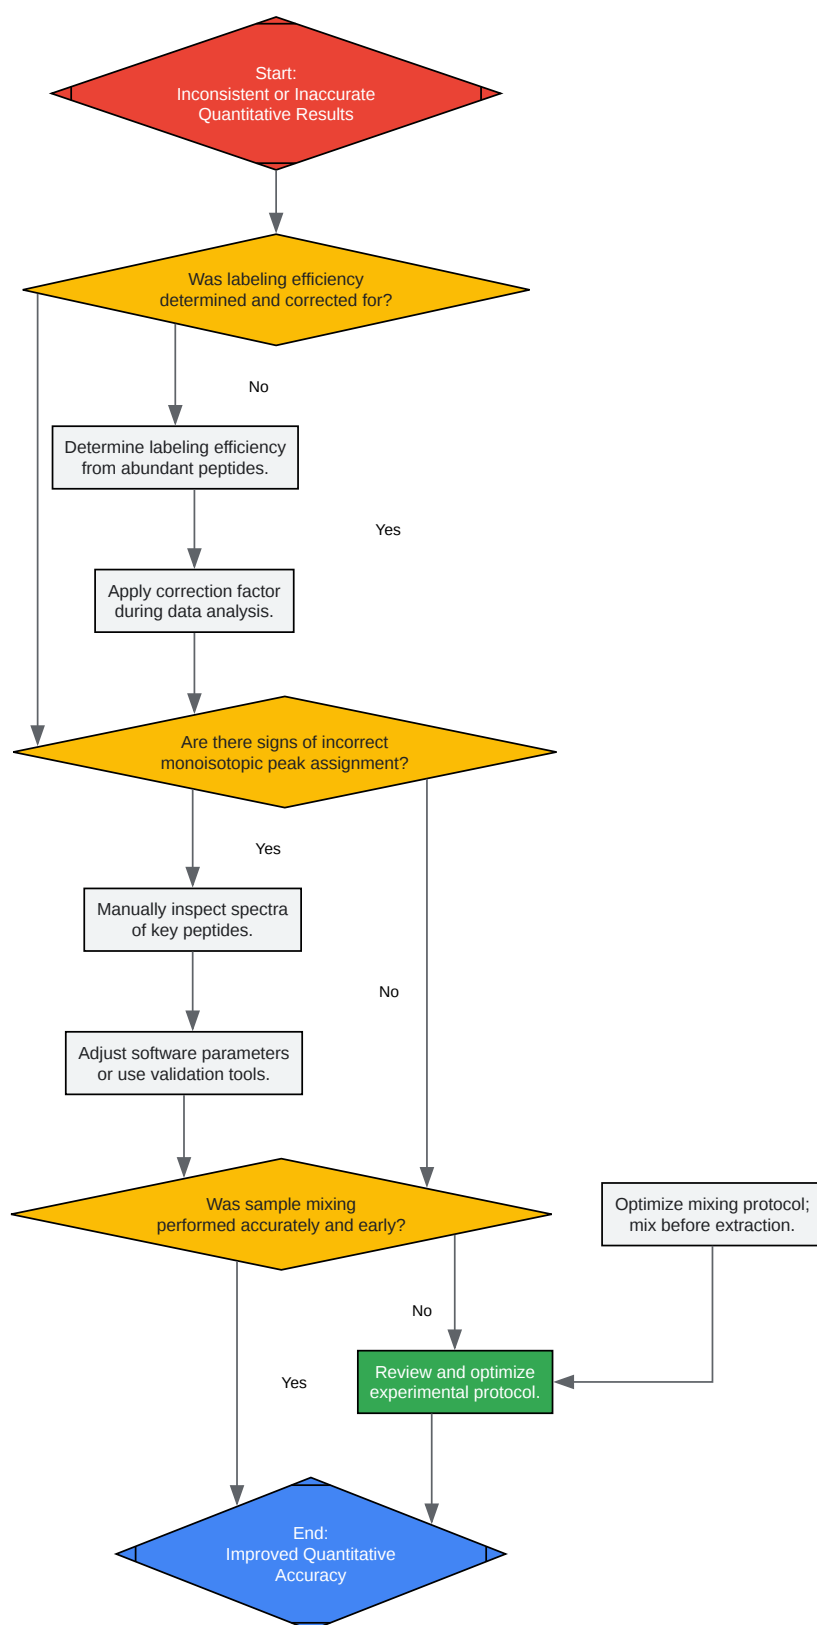 Start:
Inconsistent or Inaccurate
Quantitative Results
Was labeling efficiency
determined and corrected for?
No
Determine labeling efficiency
from abundant peptides.
Yes
Apply correction factor
during data analysis.
Are there signs of incorrect
monoisotopic peak assignment?
Yes
Manually inspect spectra
of key peptides.
No
Adjust software parameters
or use validation tools.
Was sample mixing
performed accurately and early?
Optimize mixing protocol;
mix before extraction.
No
Review and optimize
experimental protocol.
Yes
End:
Improved Quantitative
Accuracy